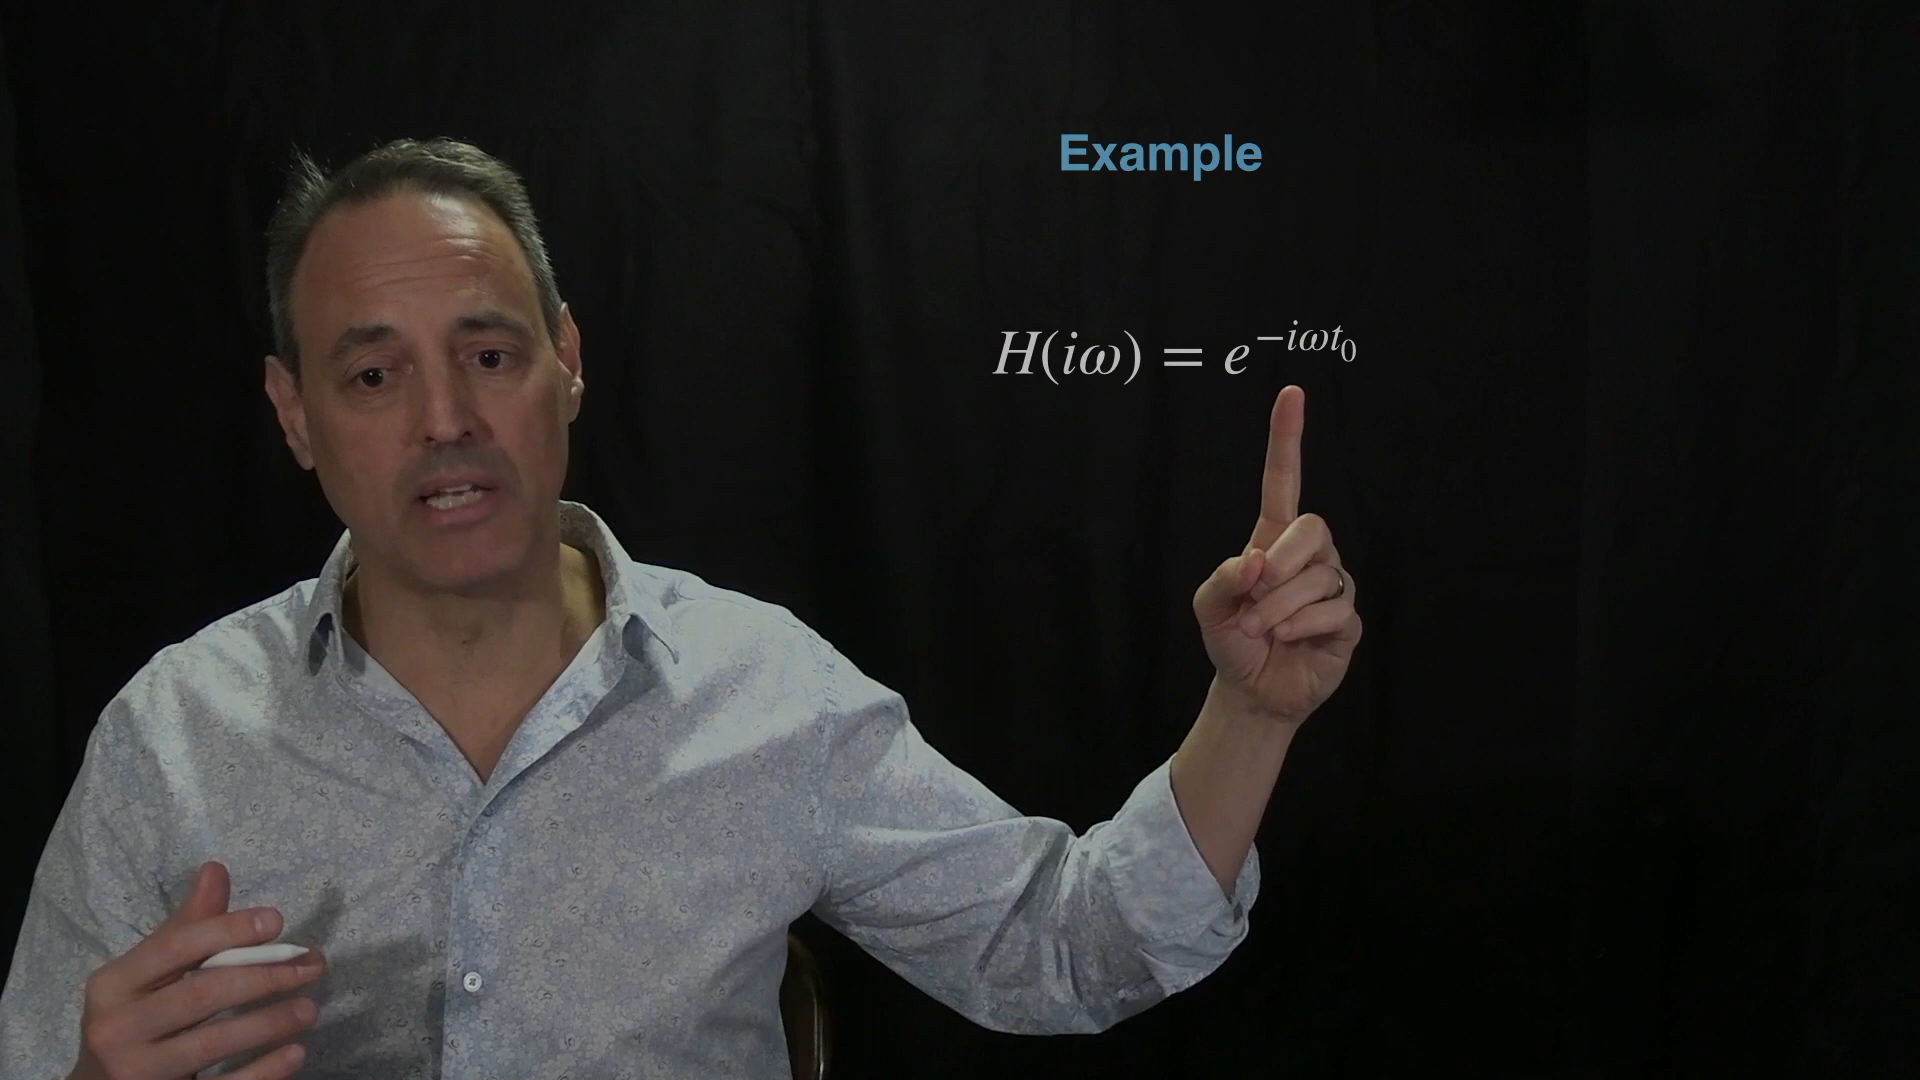 Example
H(iω) = e^{−iωt_0}